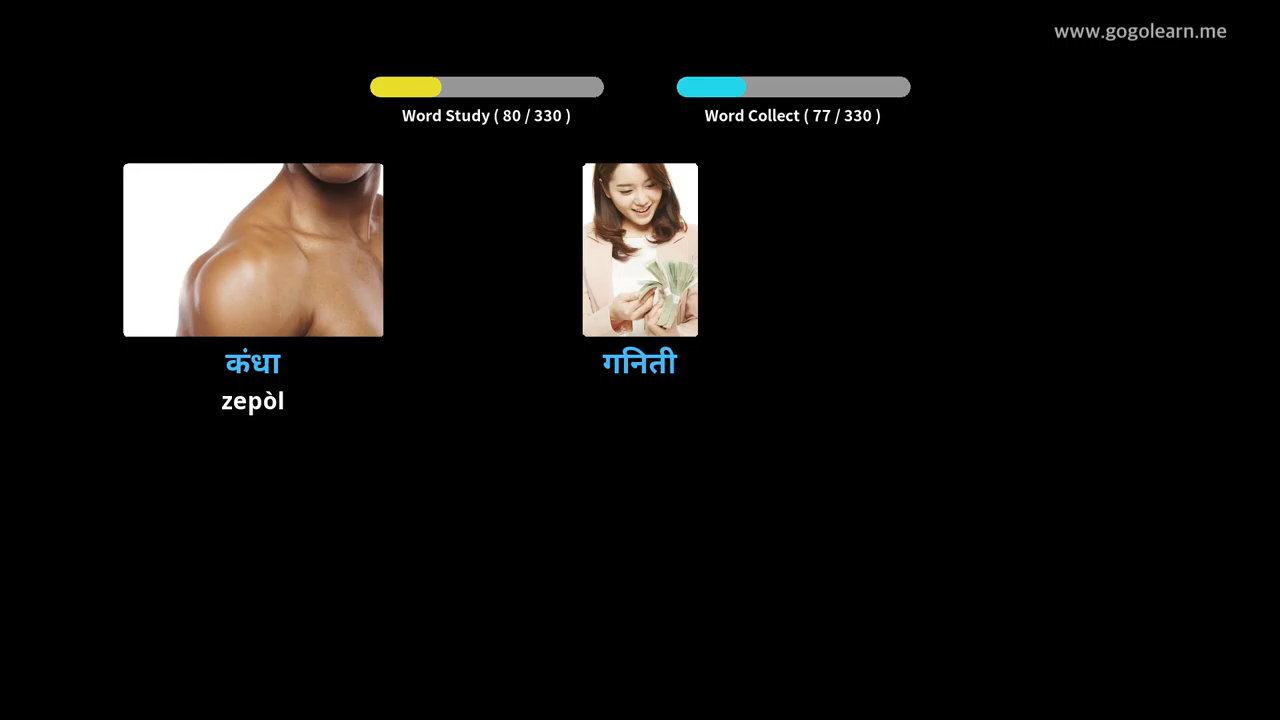 www.gogolearn.me
Word Study ( 80 / 330 )
Word Collect ( 77 / 330 )
कंधा
zepòl
गनिती